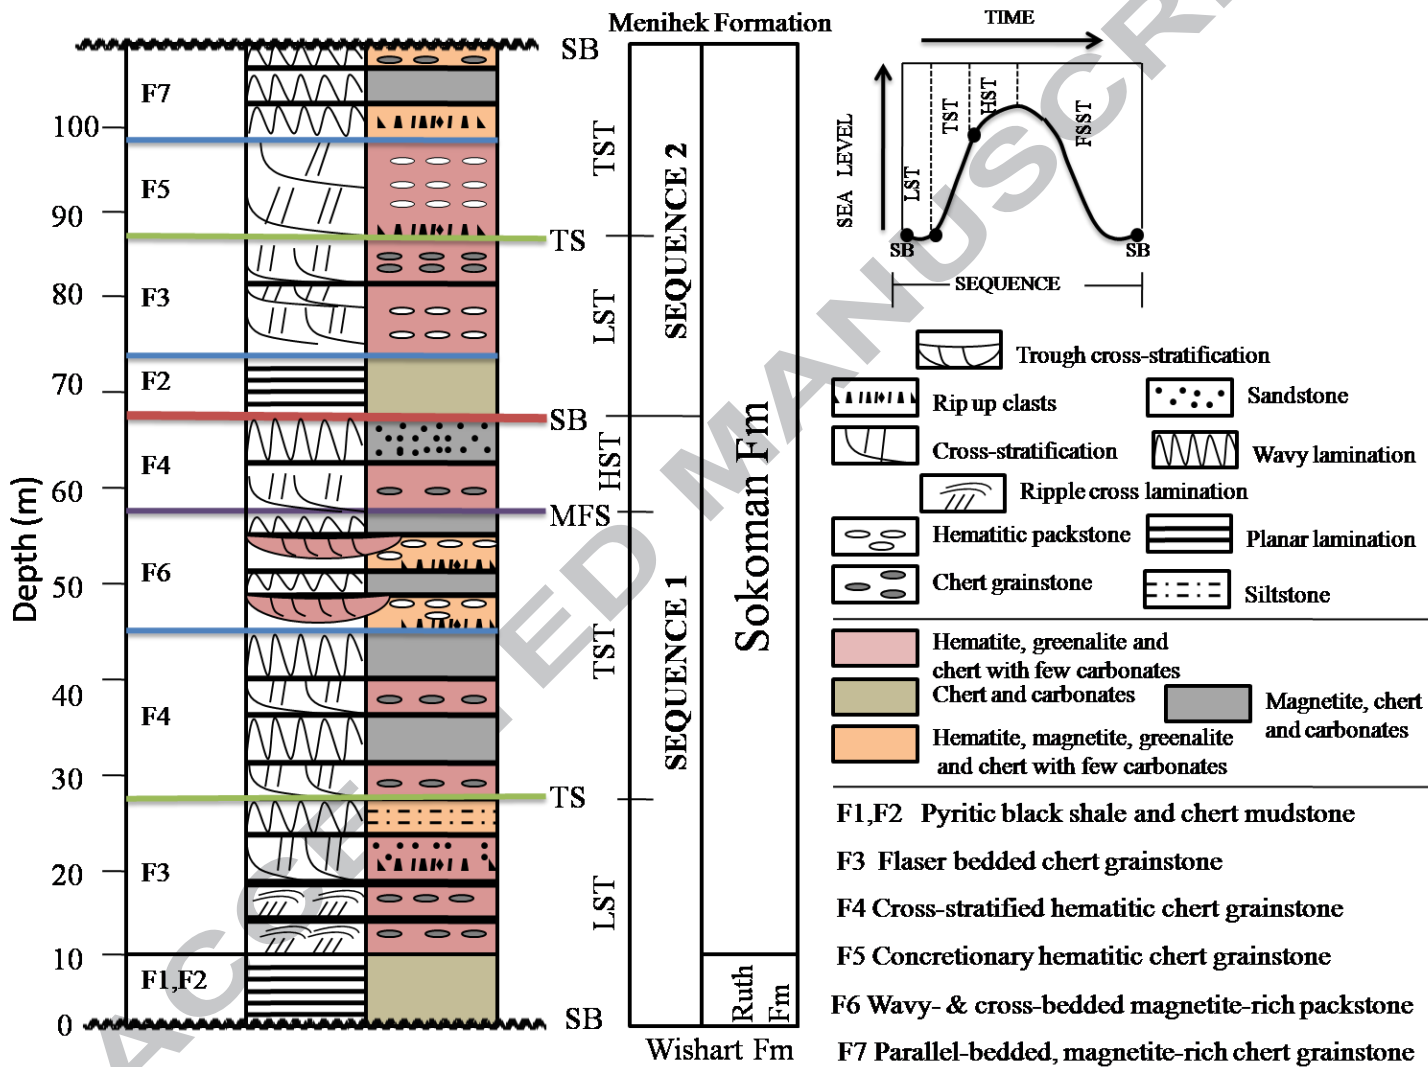 Menihek Formation
TIME
SEA LEVEL
LST
TST
HST
FSST
SB
SB
SEQUENCE
Depth (m)
100
90
80
70
60
50
40
30
20
10
0
F7
F5
F3
F2
F4
F6
F4
F3
F1,F2
SB
TS
SB
MFS
TS
SB
TST
LST
HST
TST
LST
SEQUENCE 2
SEQUENCE 1
Sokoman Fm
Ruth
Fm
Wishart Fm
Trough cross-stratification
Rip up clasts
Sandstone
Cross-stratification
Wavy lamination
Ripple cross lamination
Hematitic packstone
Planar lamination
Chert grainstone
Siltstone
Hematite, greenalite and
chert with few carbonates
Chert and carbonates
Magnetite, chert
and carbonates
Hematite, magnetite, greenalite
and chert with few carbonates
F1,F2 Pyritic black shale and chert mudstone
F3 Flaser bedded chert grainstone
F4 Cross-stratified hematitic chert grainstone
F5 Concretionary hematitic chert grainstone
F6 Wavy- & cross-bedded magnetite-rich packstone
F7 Parallel-bedded, magnetite-rich chert grainstone
ACCEPTED MANUSCR